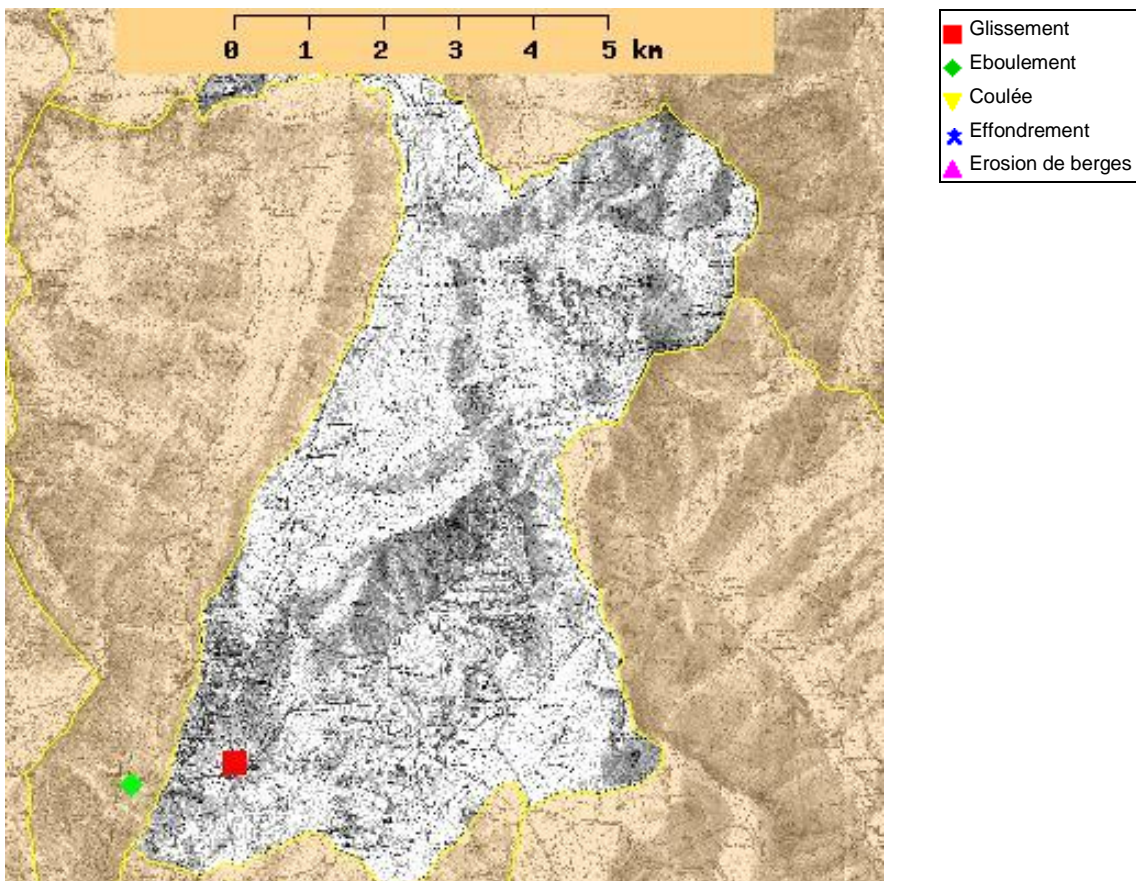 0 1 2 3 4 5 km
Glissement
Eboulement
Coulée
Effondrement
Erosion de berges